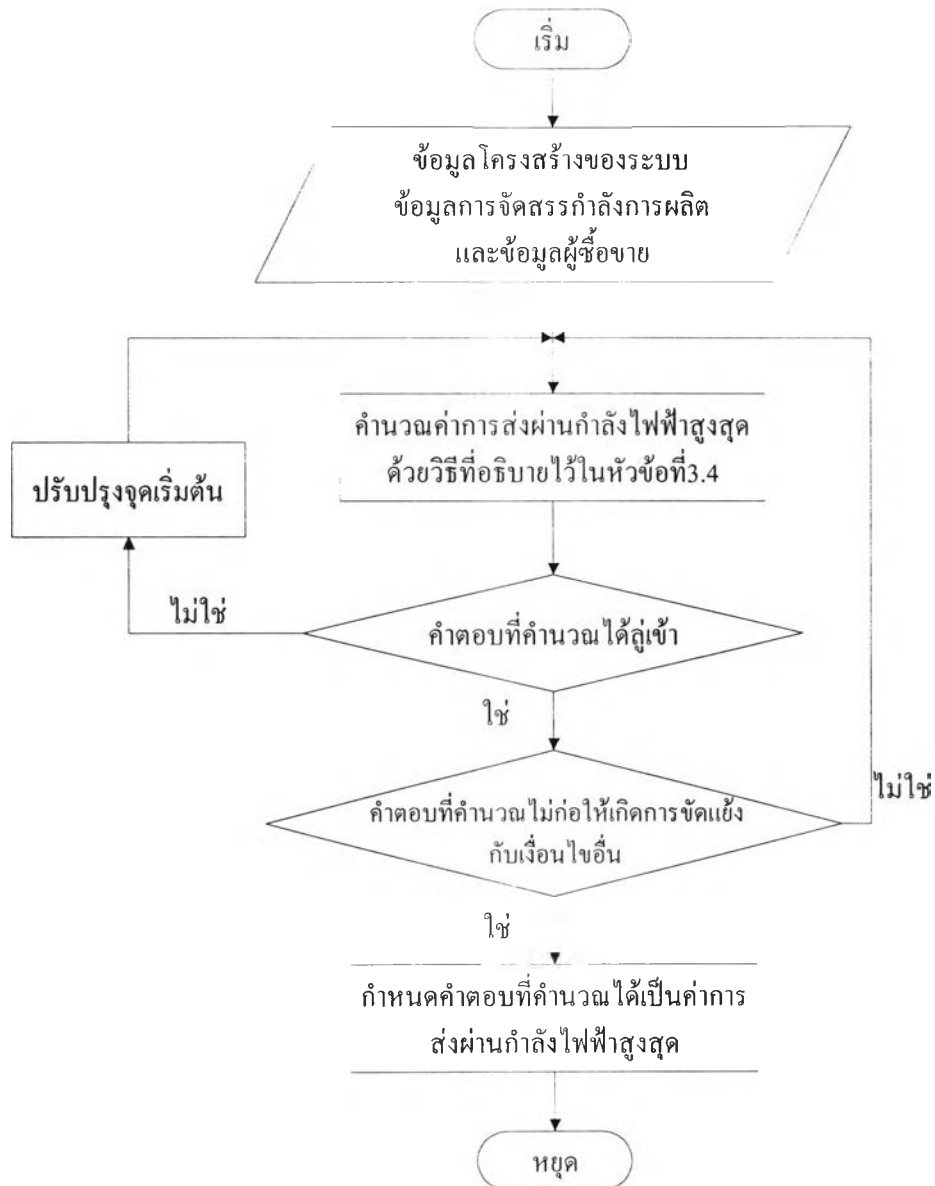 เริ่ม
ข้อมูลโครงสร้างของระบบ
ข้อมูลการจัดสรรกำลังการผลิต
และข้อมูลผู้ซื้อขาย
คำนวณค่าการส่งผ่านกำลังไฟฟ้าสูงสุด
ด้วยวิธีที่อธิบายไว้ในหัวข้อที่3.4
ปรับปรุงจุดเริ่มต้น
ไม่ใช่
คำตอบที่คำนวณได้ลู่เข้า
ใช่
ไม่ใช่
คำตอบที่คำนวณไม่ก่อให้เกิดการขัดแย้ง
กับเงื่อนไขอื่น
ใช่
กำหนดคำตอบที่คำนวณได้เป็นค่าการ
ส่งผ่านกำลังไฟฟ้าสูงสุด
หยุด